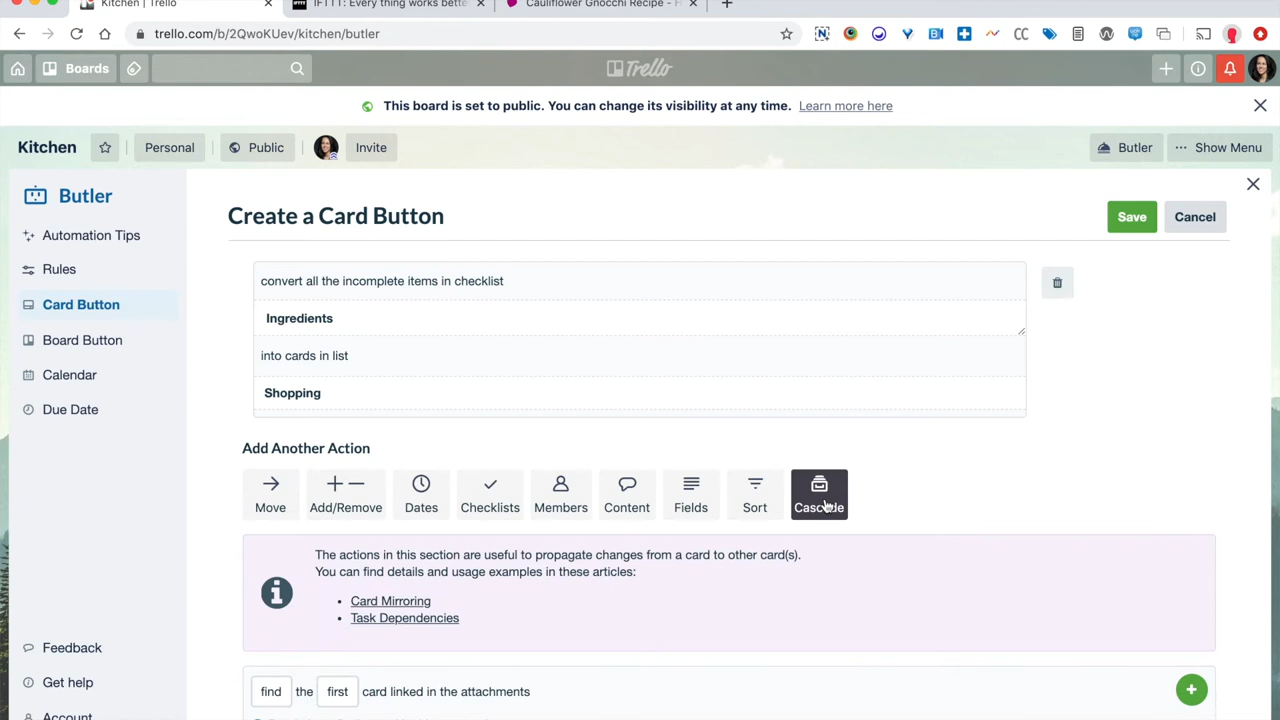 Kitchen | Trello
IFTTT: Every thing works bette
Cauliflower Gnocchi Recipe - H
trello.com/b/2QwoKUev/kitchen/butler
CC
Boards
Trello
This board is set to public. You can change its visibility at any time. Learn more here
Kitchen
Personal
Public
Invite
Butler
Show Menu
Butler
Automation Tips
Rules
Card Button
Board Button
Calendar
Due Date
Feedback
Get help
Account
Create a Card Button
Save
Cancel
convert all the incomplete items in checklist
Ingredients
into cards in list
Shopping
Add Another Action
Move
Add/Remove
Dates
Checklists
Members
Content
Fields
Sort
Cascade
The actions in this section are useful to propagate changes from a card to other card(s).
You can find details and usage examples in these articles:
• Card Mirroring
• Task Dependencies
find the first card linked in the attachments